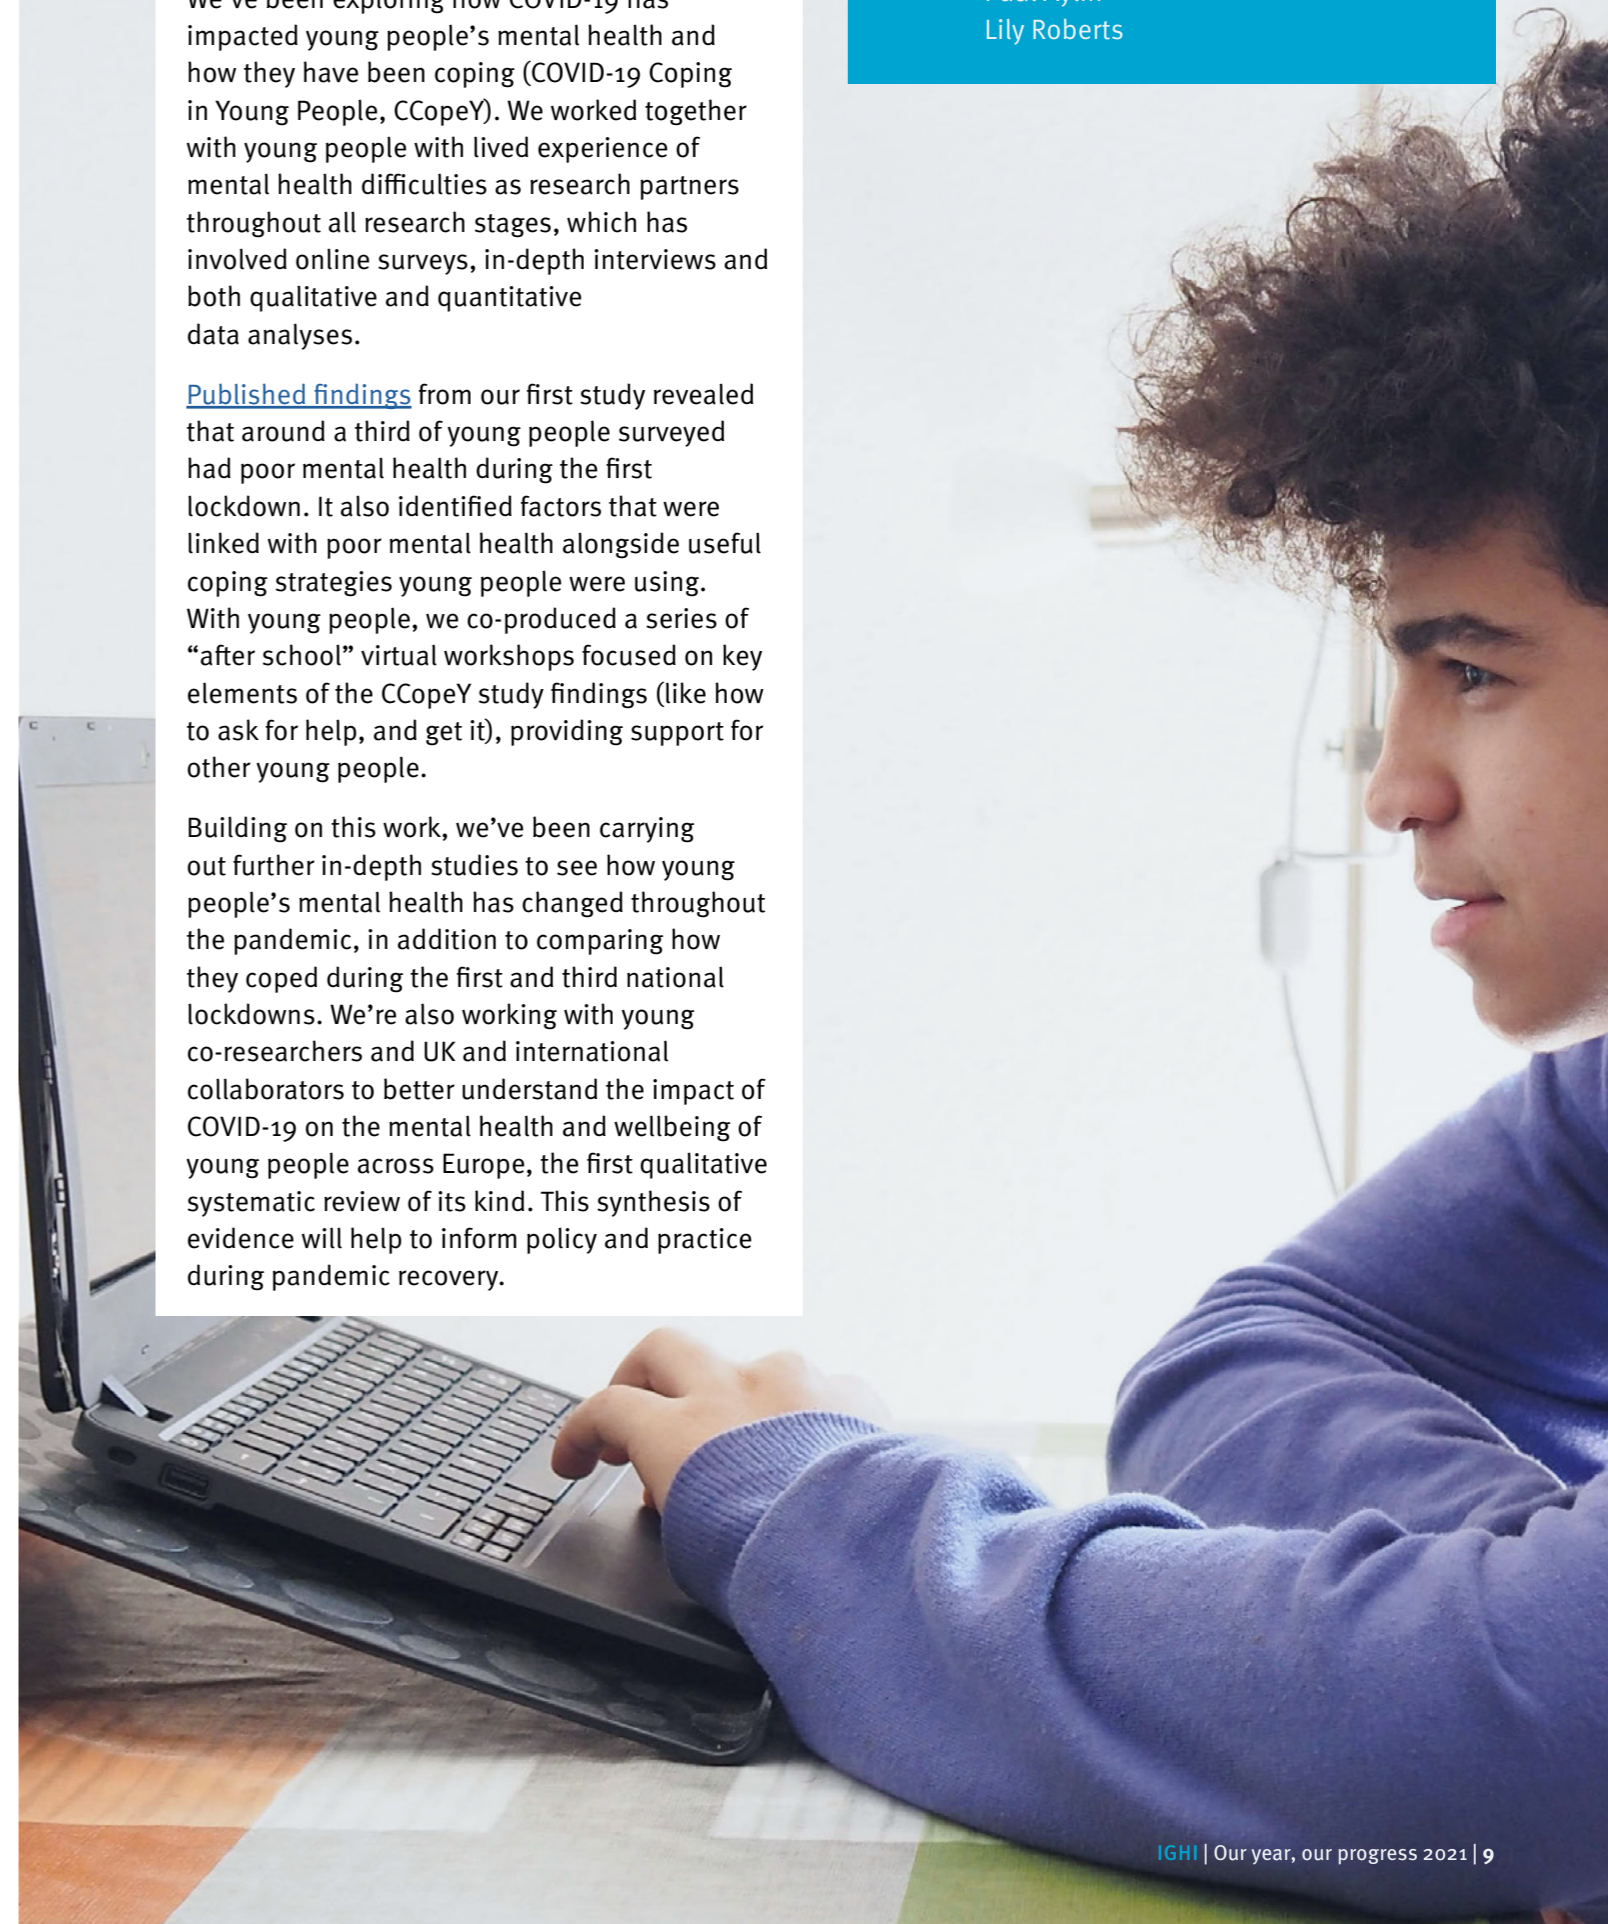 We've been exploring how COVID-19 has
impacted young people's mental health and
how they have been coping (COVID-19 Coping
in Young People, CCopeY). We worked together
with young people with lived experience of
mental health difficulties as research partners
throughout all research stages, which has
involved online surveys, in-depth interviews and
both qualitative and quantitative
data analyses.
Published findings from our first study revealed
that around a third of young people surveyed
had poor mental health during the first
lockdown. It also identified factors that were
linked with poor mental health alongside useful
coping strategies young people were using.
With young people, we co-produced a series of
“after school” virtual workshops focused on key
elements of the CCopeY study findings (like how
to ask for help, and get it), providing support for
other young people.
Building on this work, we’ve been carrying
out further in-depth studies to see how young
people’s mental health has changed throughout
the pandemic, in addition to comparing how
they coped during the first and third national
lockdowns. We’re also working with young
co-researchers and UK and international
collaborators to better understand the impact of
COVID-19 on the mental health and wellbeing of
young people across Europe, the first qualitative
systematic review of its kind. This synthesis of
evidence will help to inform policy and practice
during pandemic recovery.
Lily Roberts
IGHI | Our year, our progress 2021 | 9